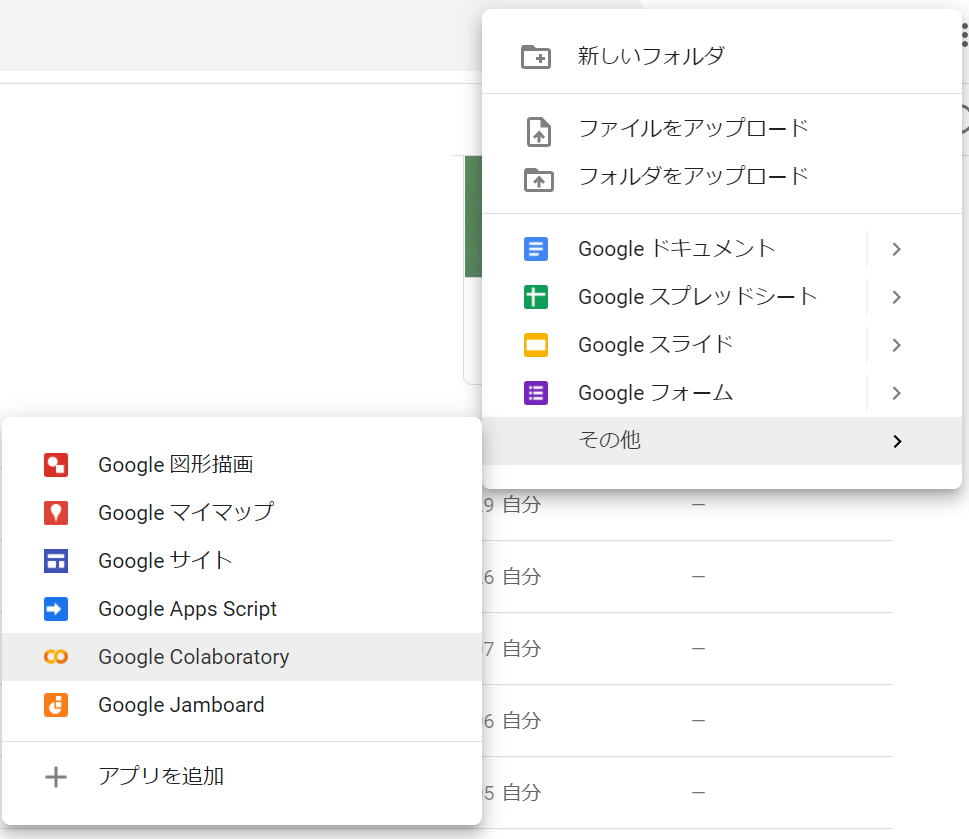 新しいフォルダ
ファイルをアップロード
フォルダをアップロード
Google ドキュメント
Google スプレッドシート
Google スライド
Google フォーム
その他
Google 図形描画
Google マイマップ
Google サイト
Google Apps Script
Google Colaboratory
Google Jamboard
アプリを追加
9 自分 —
6 自分 —
7 自分 —
6 自分 —
5 自分 —